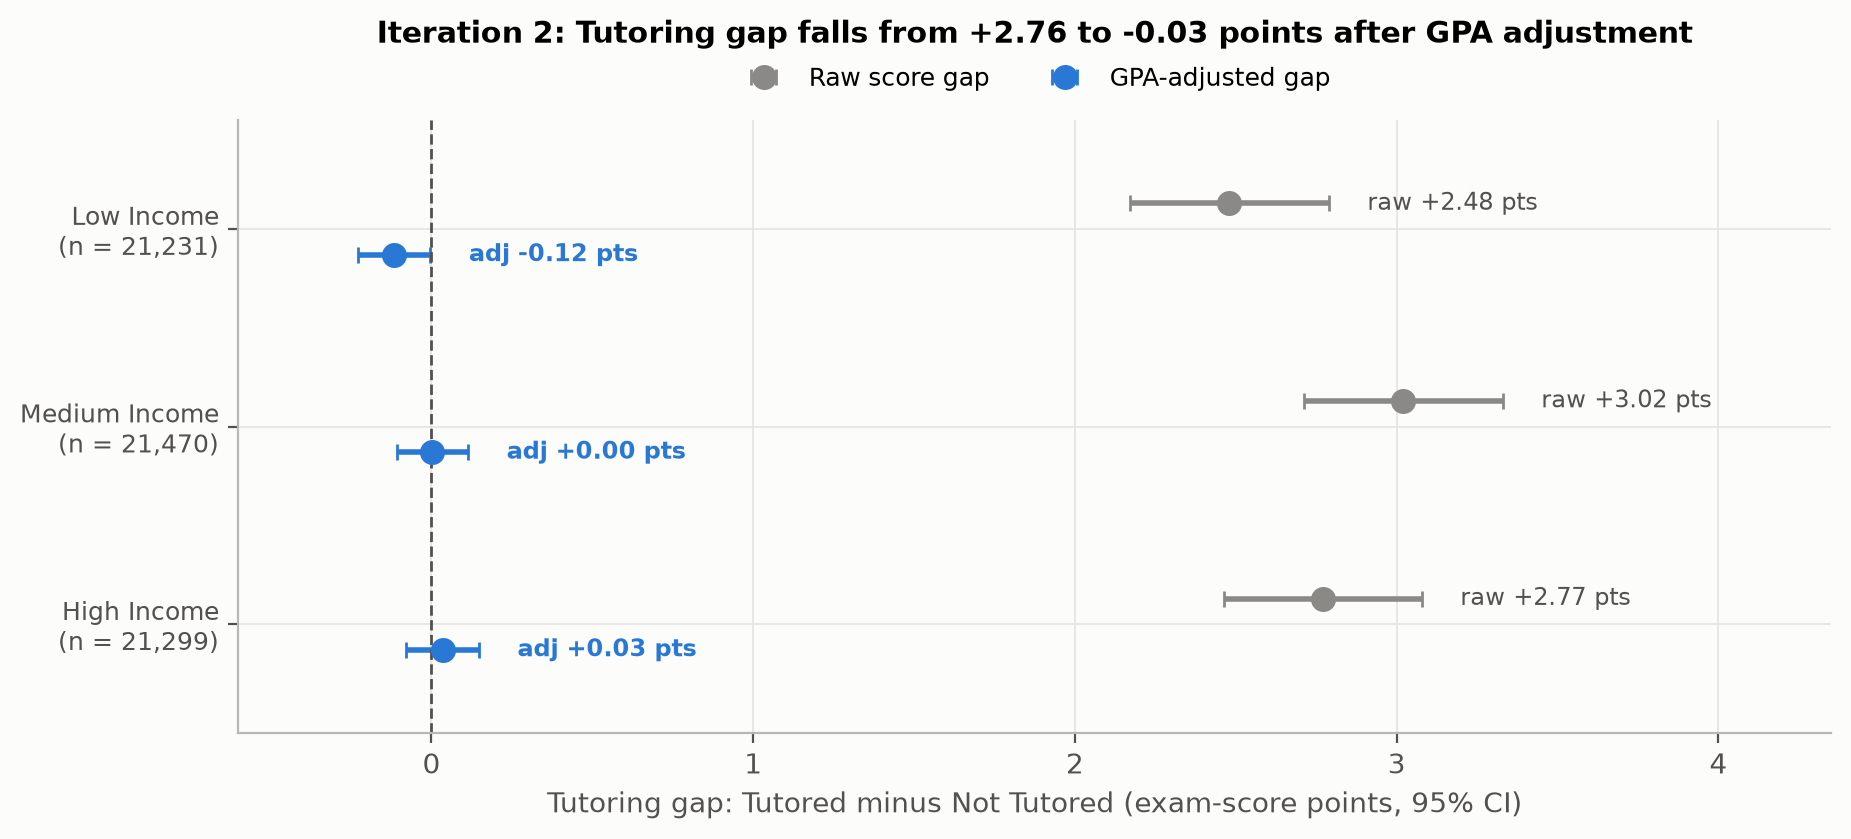 Iteration 2: Tutoring gap falls from +2.76 to -0.03 points after GPA adjustment
Raw score gap
GPA-adjusted gap
Low Income
(n = 21,231)
raw +2.48 pts
adj -0.12 pts
Medium Income
(n = 21,470)
raw +3.02 pts
adj +0.00 pts
High Income
(n = 21,299)
raw +2.77 pts
adj +0.03 pts
0
1
2
3
4
Tutoring gap: Tutored minus Not Tutored (exam-score points, 95% CI)